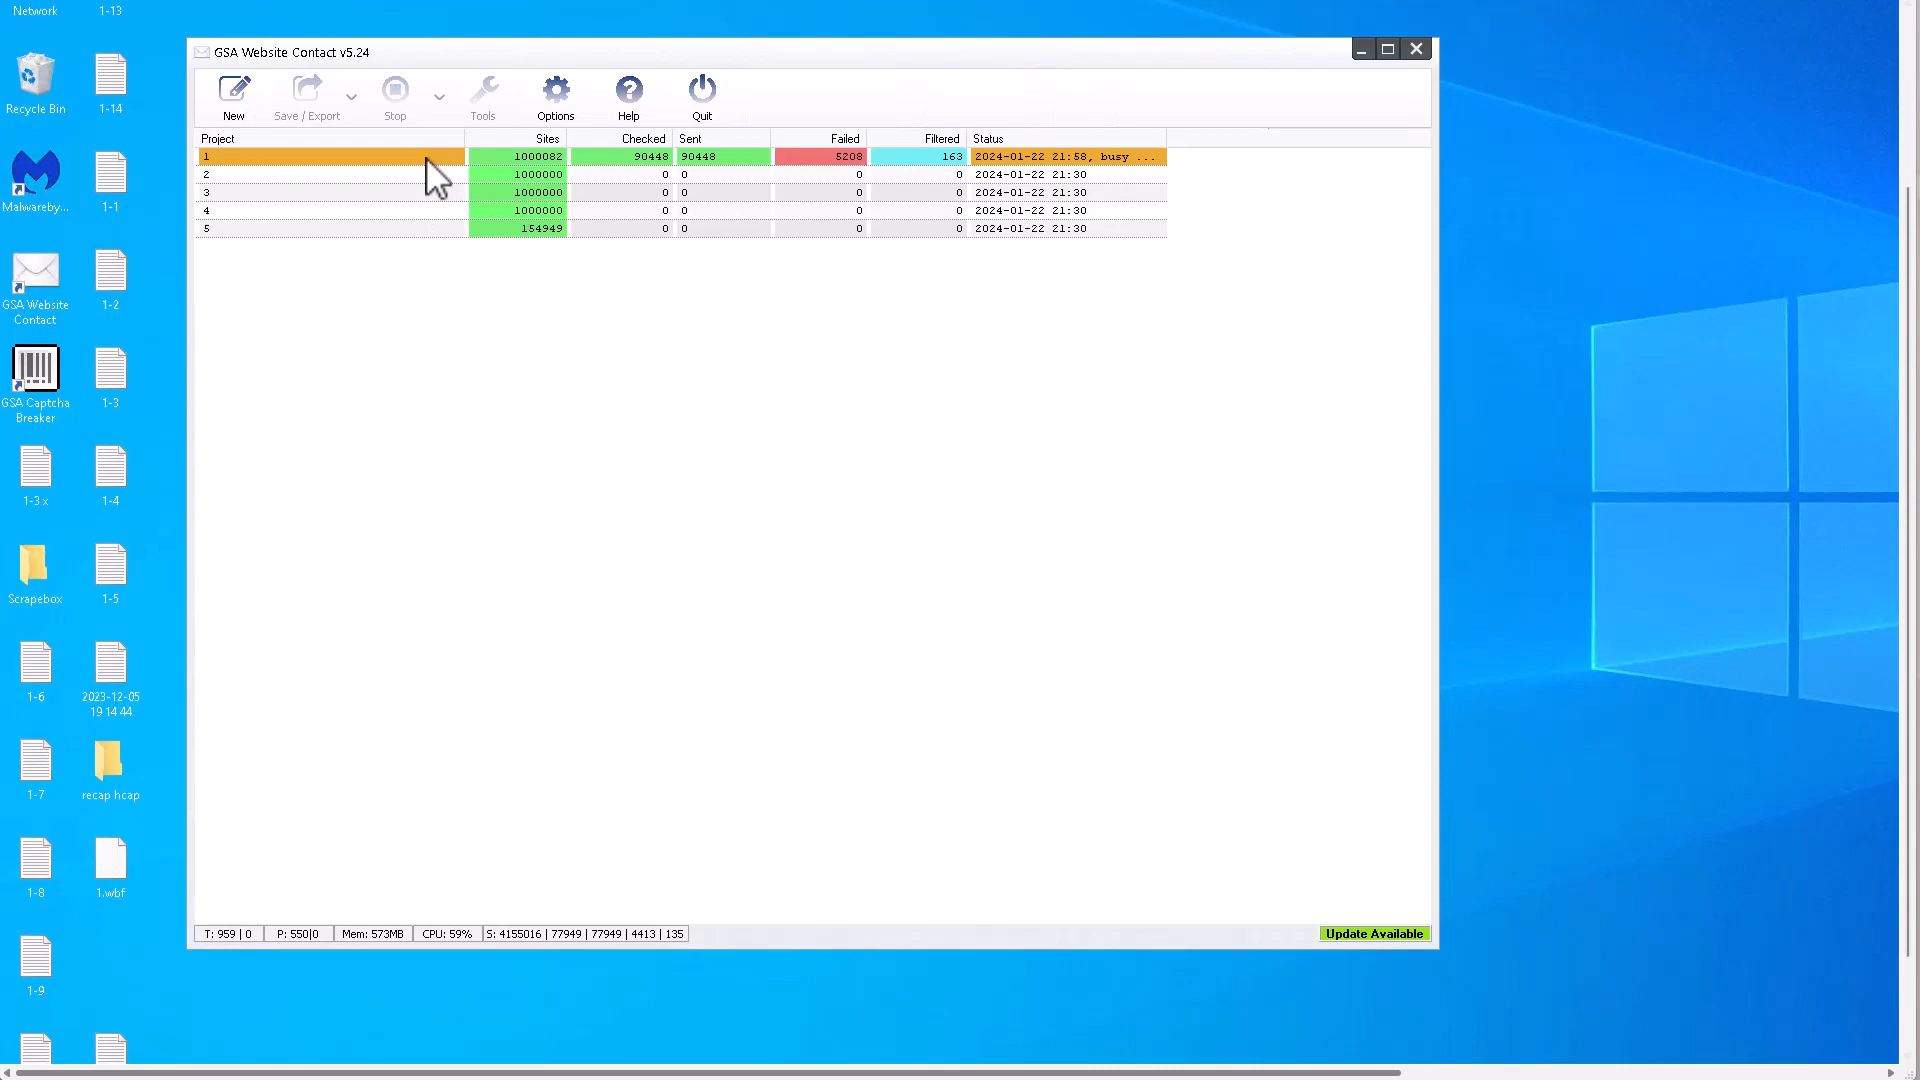 Network
1-13
Recycle Bin
1-14
Malwareby...
1-1
GSA Website
Contact
1-2
GSA Captcha
Breaker
1-3
1-3 x
1-4
Scrapebox
1-5
1-6
2023-12-05
19 14 44
1-7
recap hcap
1-8
1.wbf
1-9
GSA Website Contact v5.24
New
Save / Export
Stop
Tools
Options
Help
Quit
Project Sites Checked Sent Failed Filtered Status
1 1000082 90448 90448 5208 163 2024-01-22 21:58, busy ...
2 1000000 0 0 0 0 2024-01-22 21:30
3 1000000 0 0 0 0 2024-01-22 21:30
4 1000000 0 0 0 0 2024-01-22 21:30
5 154949 0 0 0 0 2024-01-22 21:30
T: 959 | 0 P: 550|0 Mem: 573MB CPU: 59% S: 4155016 | 77949 | 77949 | 4413 | 135 Update Available